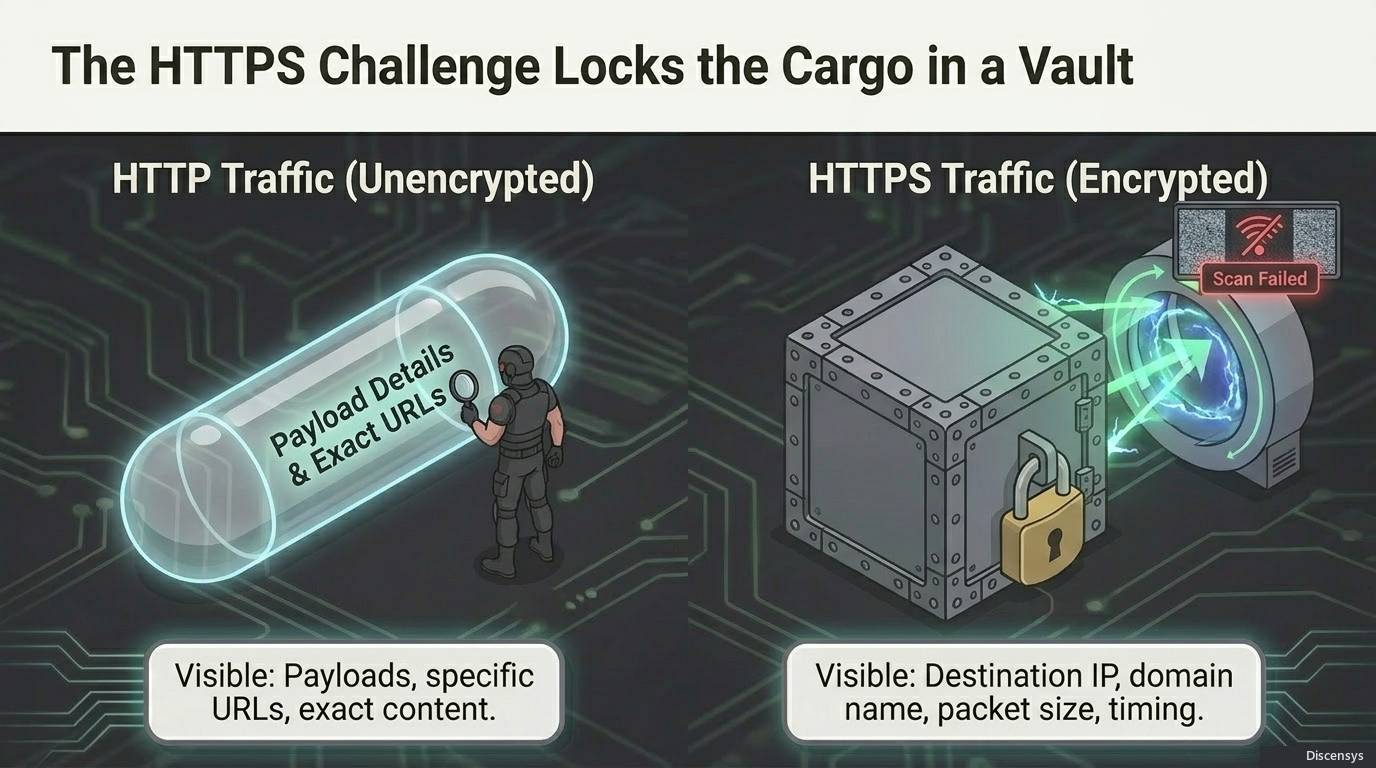 The HTTPS Challenge Locks the Cargo in a Vault
HTTP Traffic (Unencrypted)
Payload Details
& Exact URLs
Visible: Payloads, specific
URLs, exact content.
HTTPS Traffic (Encrypted)
Scan Failed
Visible: Destination IP, domain
name, packet size, timing.
Discensys